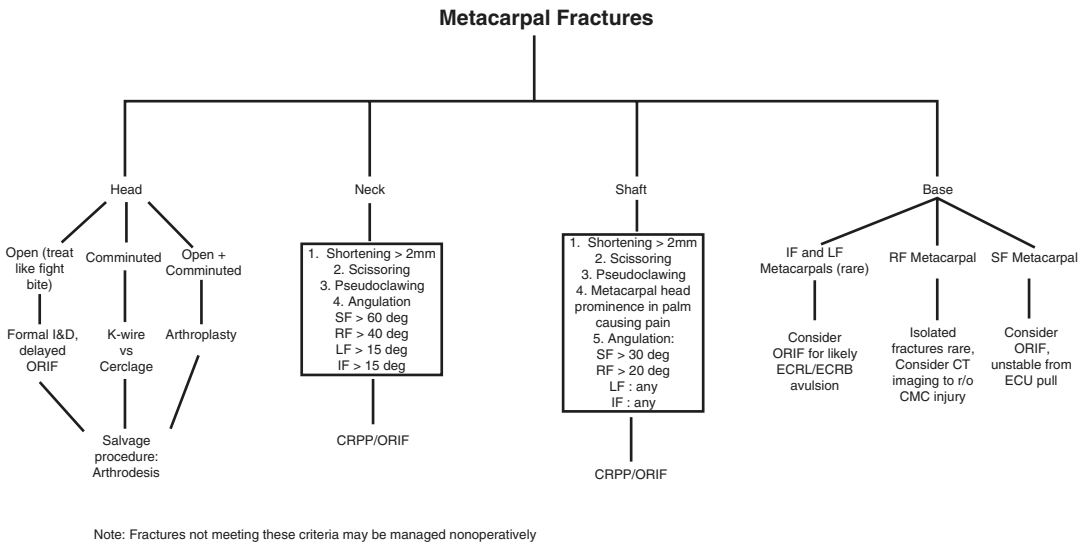 Metacarpal Fractures
Head
Open (treat
like fight
bite)
Formal I&D,
delayed
ORIF
Comminuted
K-wire
vs
Cerclage
Open +
Comminuted
Arthroplasty
Salvage
procedure:
Arthrodesis
Neck
1. Shortening > 2mm
2. Scissoring
3. Pseudoclawing
4. Angulation
SF > 60 deg
RF > 40 deg
LF > 15 deg
IF > 15 deg
CRPP/ORIF
Shaft
1. Shortening > 2mm
2. Scissoring
3. Pseudoclawing
4. Metacarpal head
prominence in palm
causing pain
5. Angulation:
SF > 30 deg
RF > 20 deg
LF : any
IF : any
CRPP/ORIF
Base
IF and LF
Metacarpals (rare)
Consider
ORIF for likely
ECRL/ECRB
avulsion
RF Metacarpal
Isolated
fractures rare,
Consider CT
imaging to r/o
CMC injury
SF Metacarpal
Consider
ORIF,
unstable from
ECU pull
Note: Fractures not meeting these criteria may be managed nonoperatively